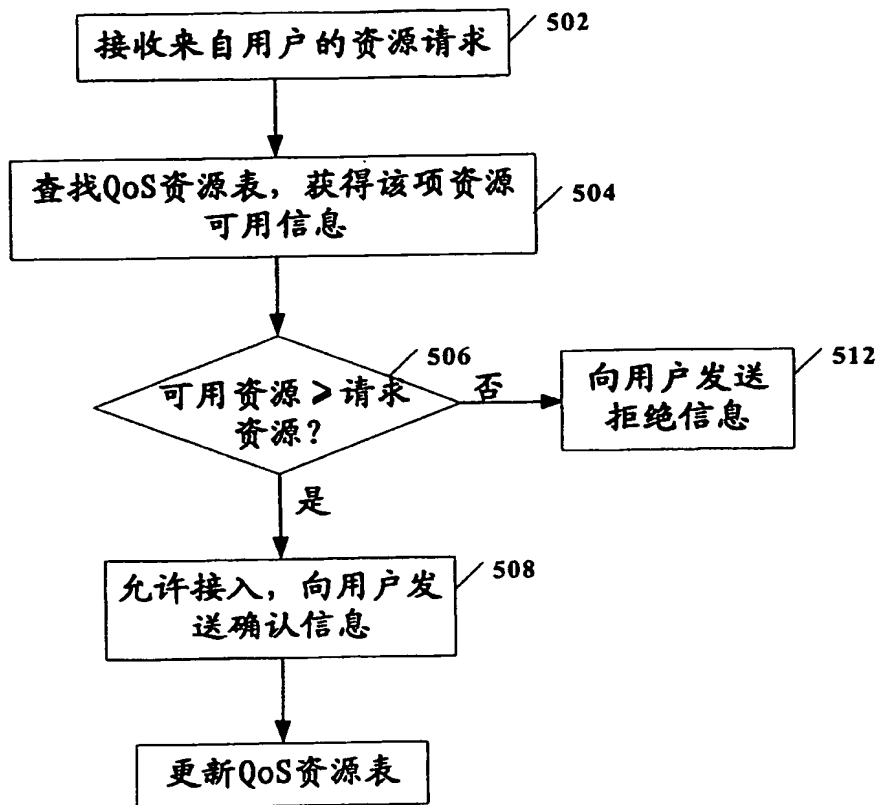 接收来自用户的资源请求
502
查找QoS资源表，获得该项资源
可用信息
504
506
可用资源≥请求
资源？
否
向用户发送
拒绝信息
512
是
允许接入，向用户发
送确认信息
508
更新QoS资源表